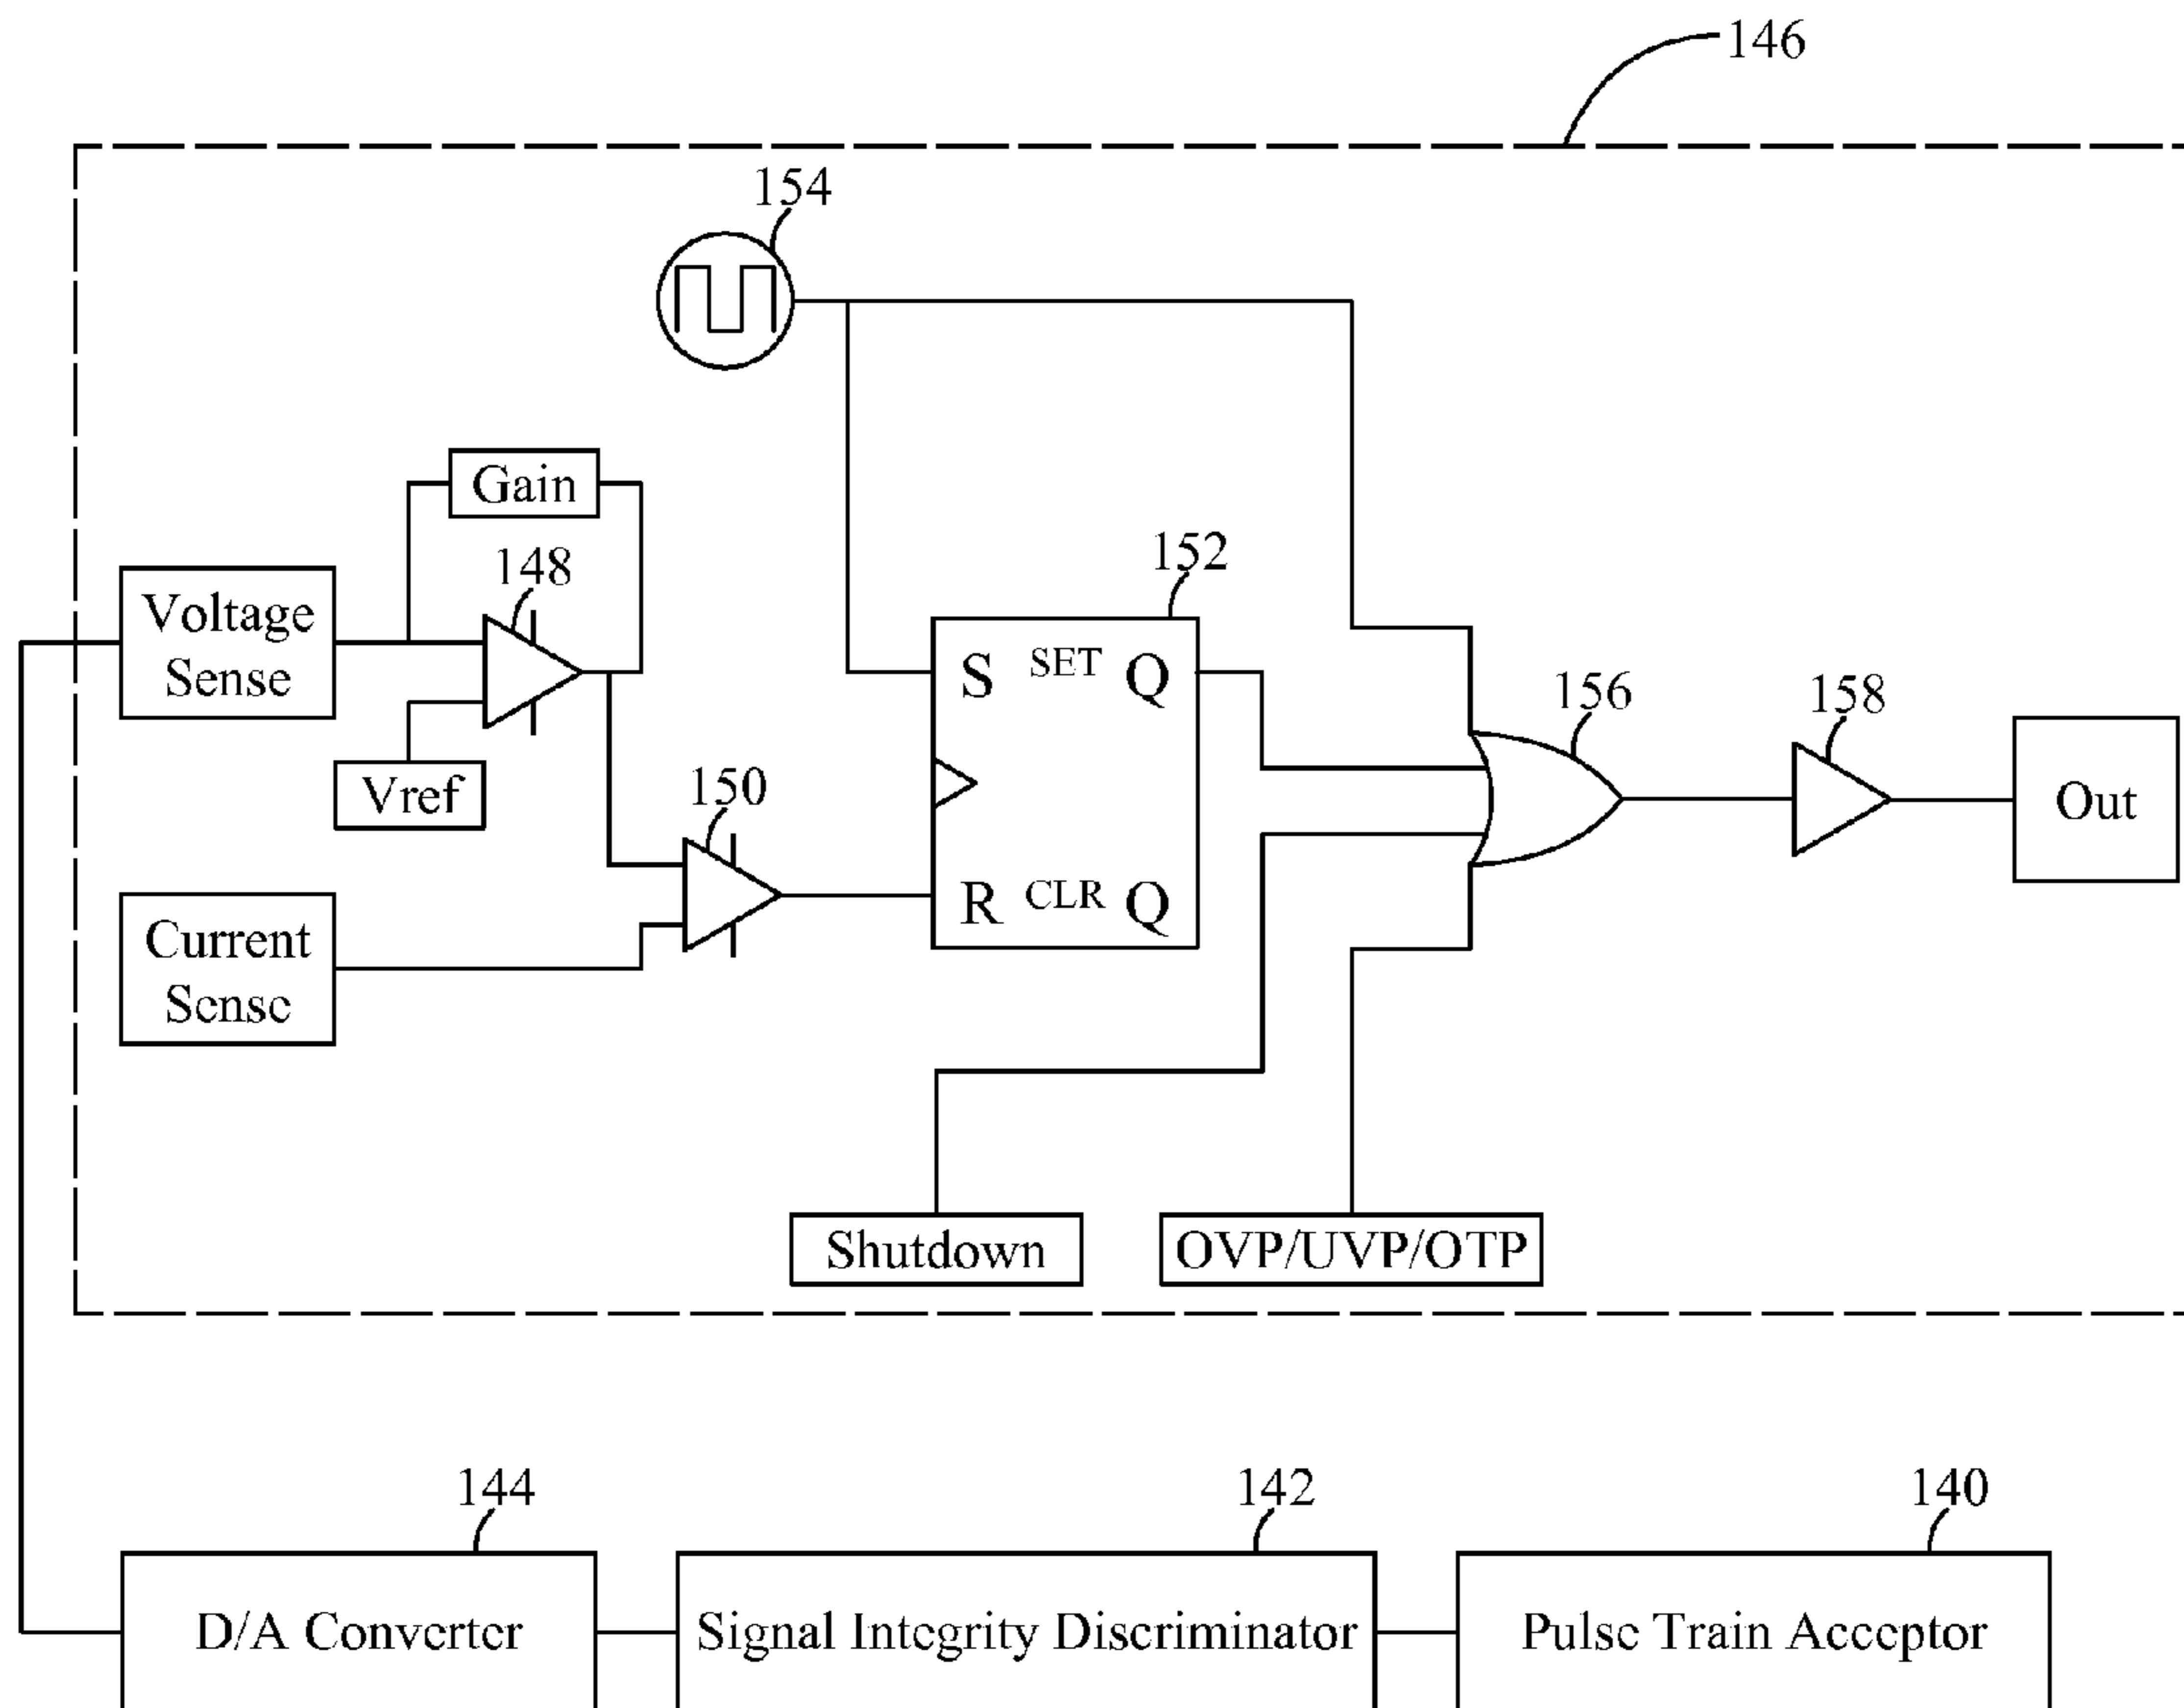 146
154
Gain
148
152
Voltage
Sense
S SET Q
156
158
Vref
150
Out
R CLR Q
Current
Sense
Shutdown
OVP/UVP/OTP
144
142
140
D/A Converter
Signal Integrity Discriminator
Pulse Train Acceptor